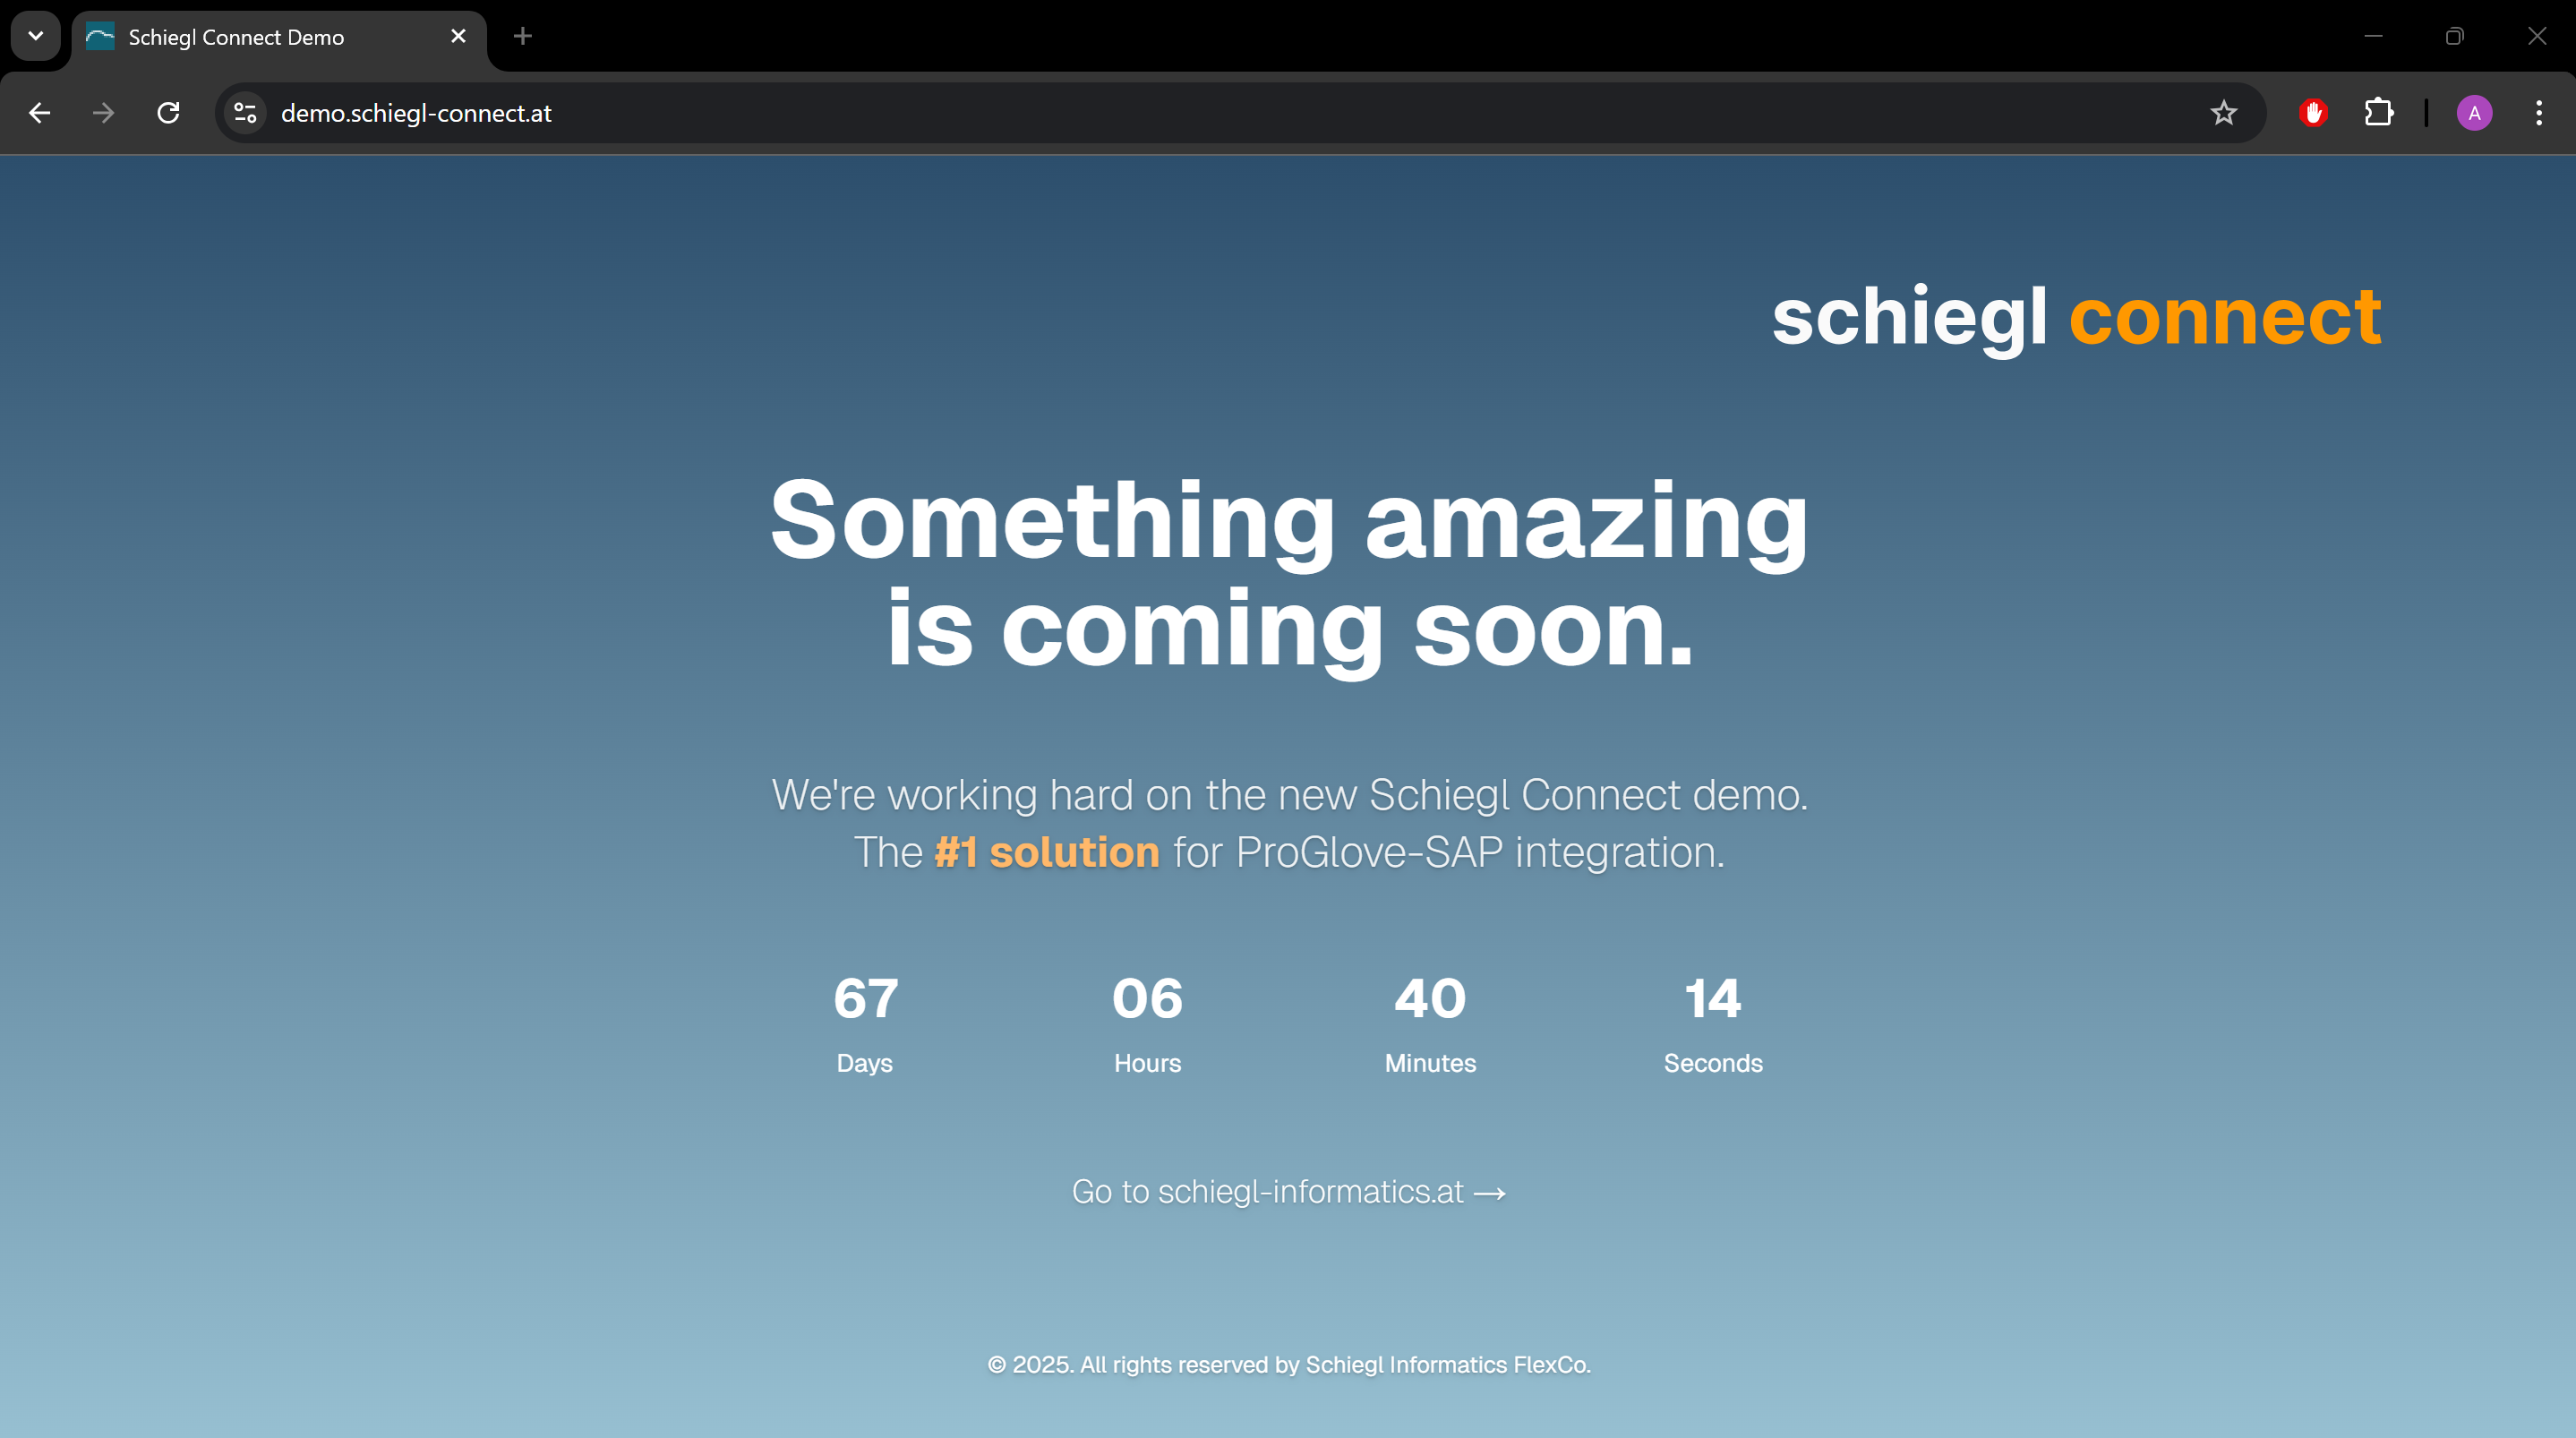 Schiegl Connect Demo
demo.schiegl-connect.at
A
schiegl connect
Something amazing
is coming soon.
We're working hard on the new Schiegl Connect demo.
The #1 solution for ProGlove-SAP integration.
67 06 40 14
Days Hours Minutes Seconds
Go to schiegl-informatics.at →
© 2025. All rights reserved by Schiegl Informatics FlexCo.